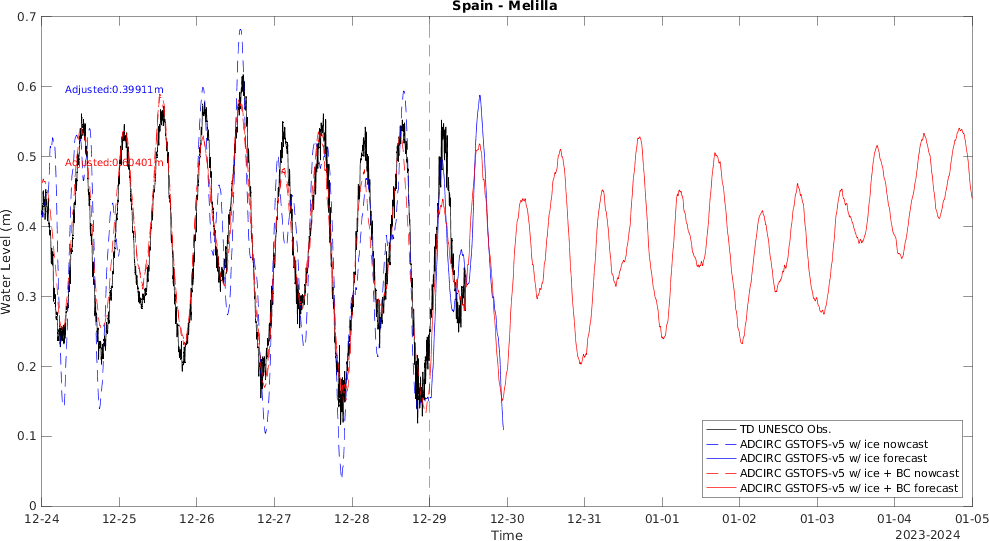 Spain - Melilla
0.7
0.6
0.5
0.4
0.3
0.2
0.1
0
Water Level (m)
Adjusted:0.39911m
Adjusted:0.60401m
TD UNESCO Obs.
ADCIRC GSTOFS-v5 w/ ice nowcast
ADCIRC GSTOFS-v5 w/ ice forecast
ADCIRC GSTOFS-v5 w/ ice + BC nowcast
ADCIRC GSTOFS-v5 w/ ice + BC forecast
12-24 12-25 12-26 12-27 12-28 12-29 12-30 12-31 01-01 01-02 01-03 01-04 01-05
Time
2023-2024